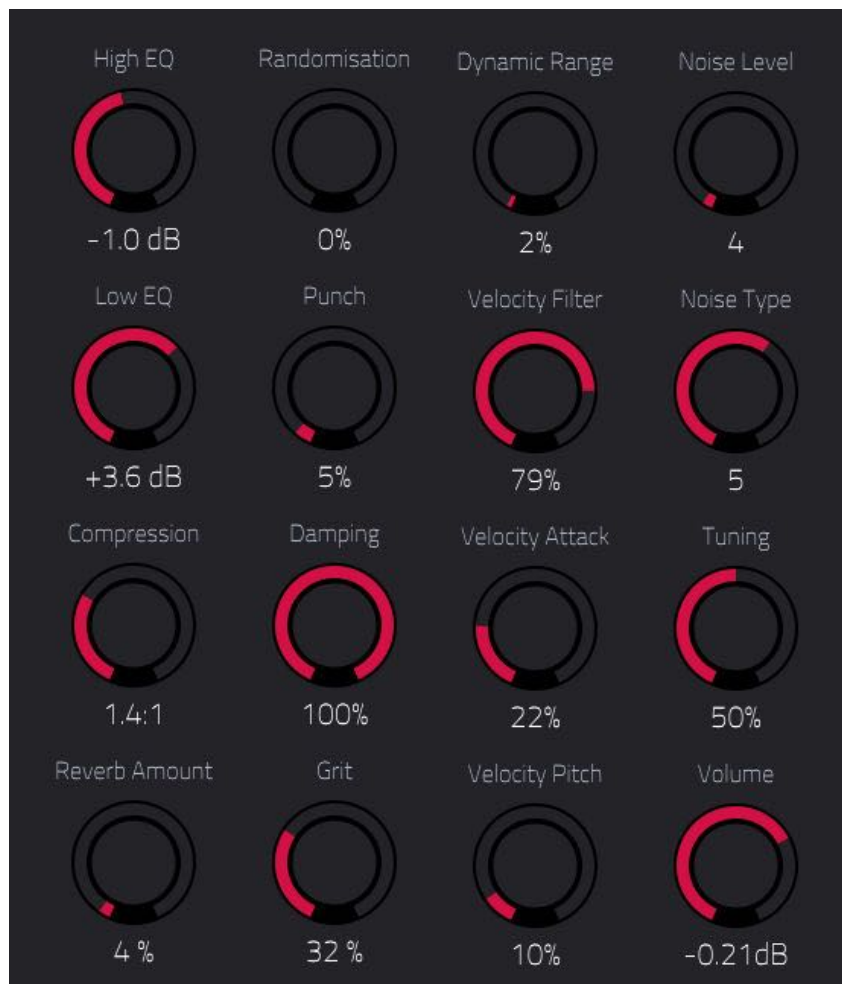 High EQ
Randomisation
Dynamic Range
Noise Level
-1.0 dB
0%
2%
4
Low EQ
Punch
Velocity Filter
Noise Type
+3.6 dB
5%
79%
5
Compression
Damping
Velocity Attack
Tuning
1.4:1
100%
22%
50%
Reverb Amount
Grit
Velocity Pitch
Volume
4 %
32 %
10%
-0.21dB